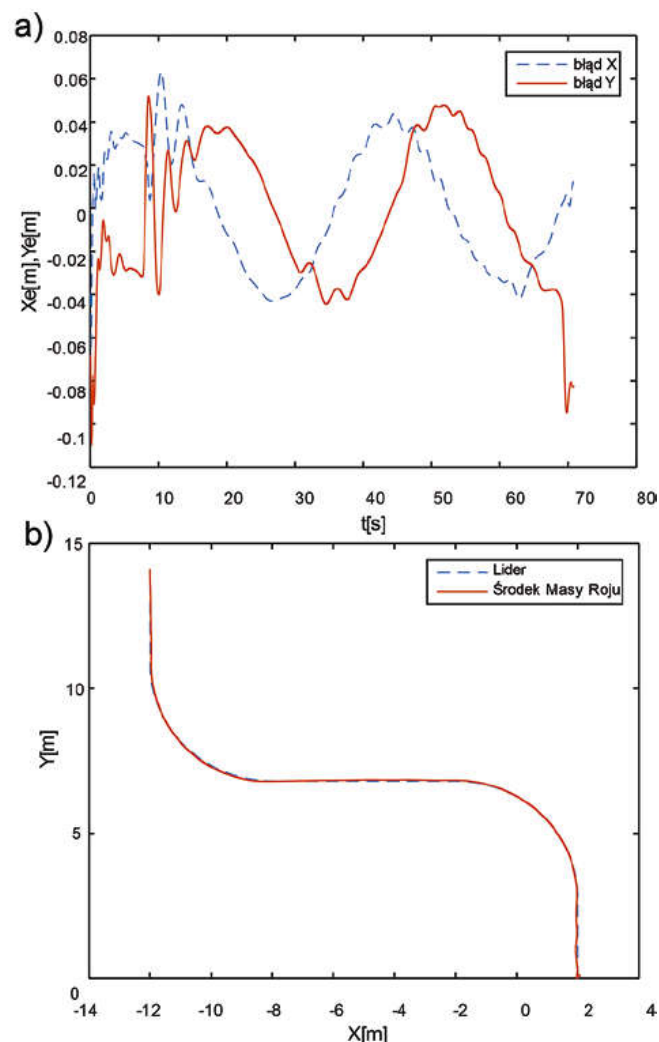 a)
0.08
0.06
0.04
0.02
0
-0.02
-0.04
-0.06
-0.08
-0.1
-0.12
Xe[m],Ye[m]
błąd X
błąd Y
0 10 20 30 40 50 60 70 80
t[s]
b)
15
10
5
0
Y[m]
Lider
Środek Masy Roju
-14 -12 -10 -8 -6 -4 -2 0 2 4
X[m]